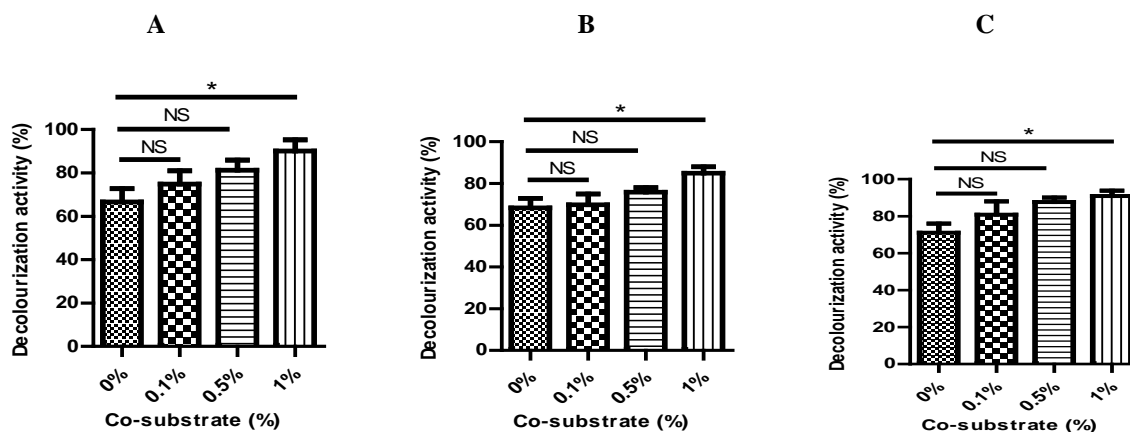 A
*
NS
NS
Decolourization activity (%)
100
80
60
40
20
0
0%
0.1%
0.5%
1%
Co-substrate (%)
B
*
NS
NS
Decolourization activity (%)
100
80
60
40
20
0
0%
0.1%
0.5%
1%
Co-substrate (%)
C
*
NS
NS
Decolourization activity (%)
100
80
60
40
20
0
0%
0.1%
0.5%
1%
Co-substrate (%)